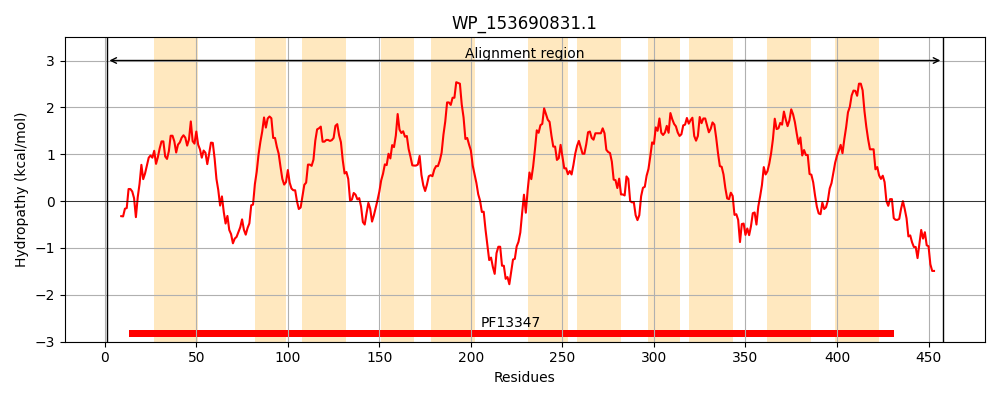 WP_153690831.1
Alignment region
3
2
1
0
−1
−2
−3
Hydropathy (kcal/mol)
PF13347
0 50 100 150 200 250 300 350 400 450
Residues